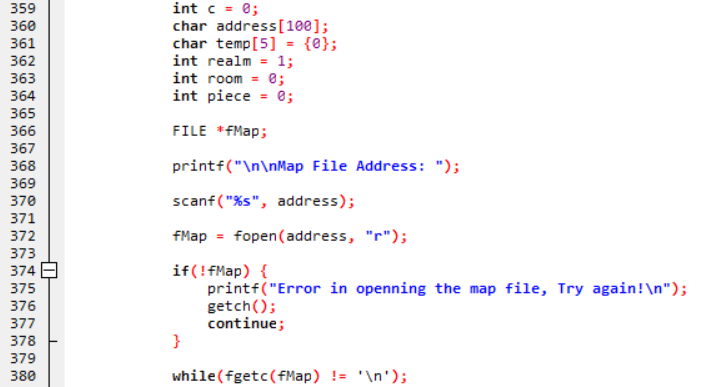 359 int c = 0;
360 char address[100];
361 char temp[5] = {0};
362 int realm = 1;
363 int room = 0;
364 int piece = 0;
365
366 FILE *fMap;
367
368 printf("\n\nMap File Address: ");
369
370 scanf("%s", address);
371
372 fMap = fopen(address, "r");
373
374 if(!fMap) {
375 printf("Error in openning the map file, Try again!\n");
376 getch();
377 continue;
378 }
379
380 while(fgetc(fMap) != '\n');